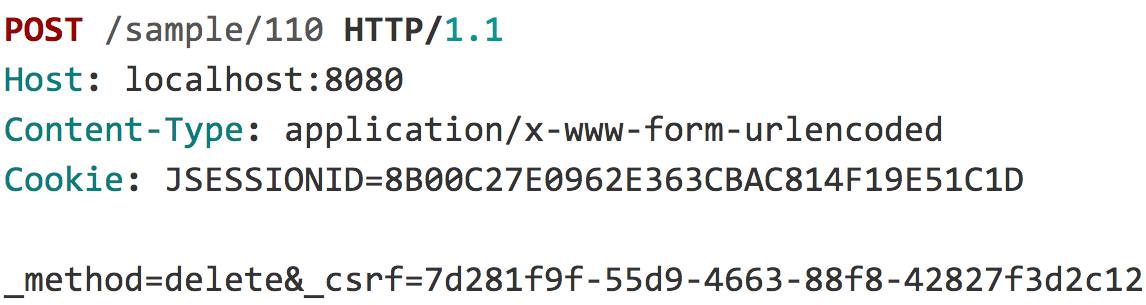 POST /sample/110 HTTP/1.1
Host: localhost:8080
Content-Type: application/x-www-form-urlencoded
Cookie: JSESSIONID=8B00C27E0962E363CBAC814F19E51C1D
_method=delete&_csrf=7d281f9f-55d9-4663-88f8-42827f3d2c12